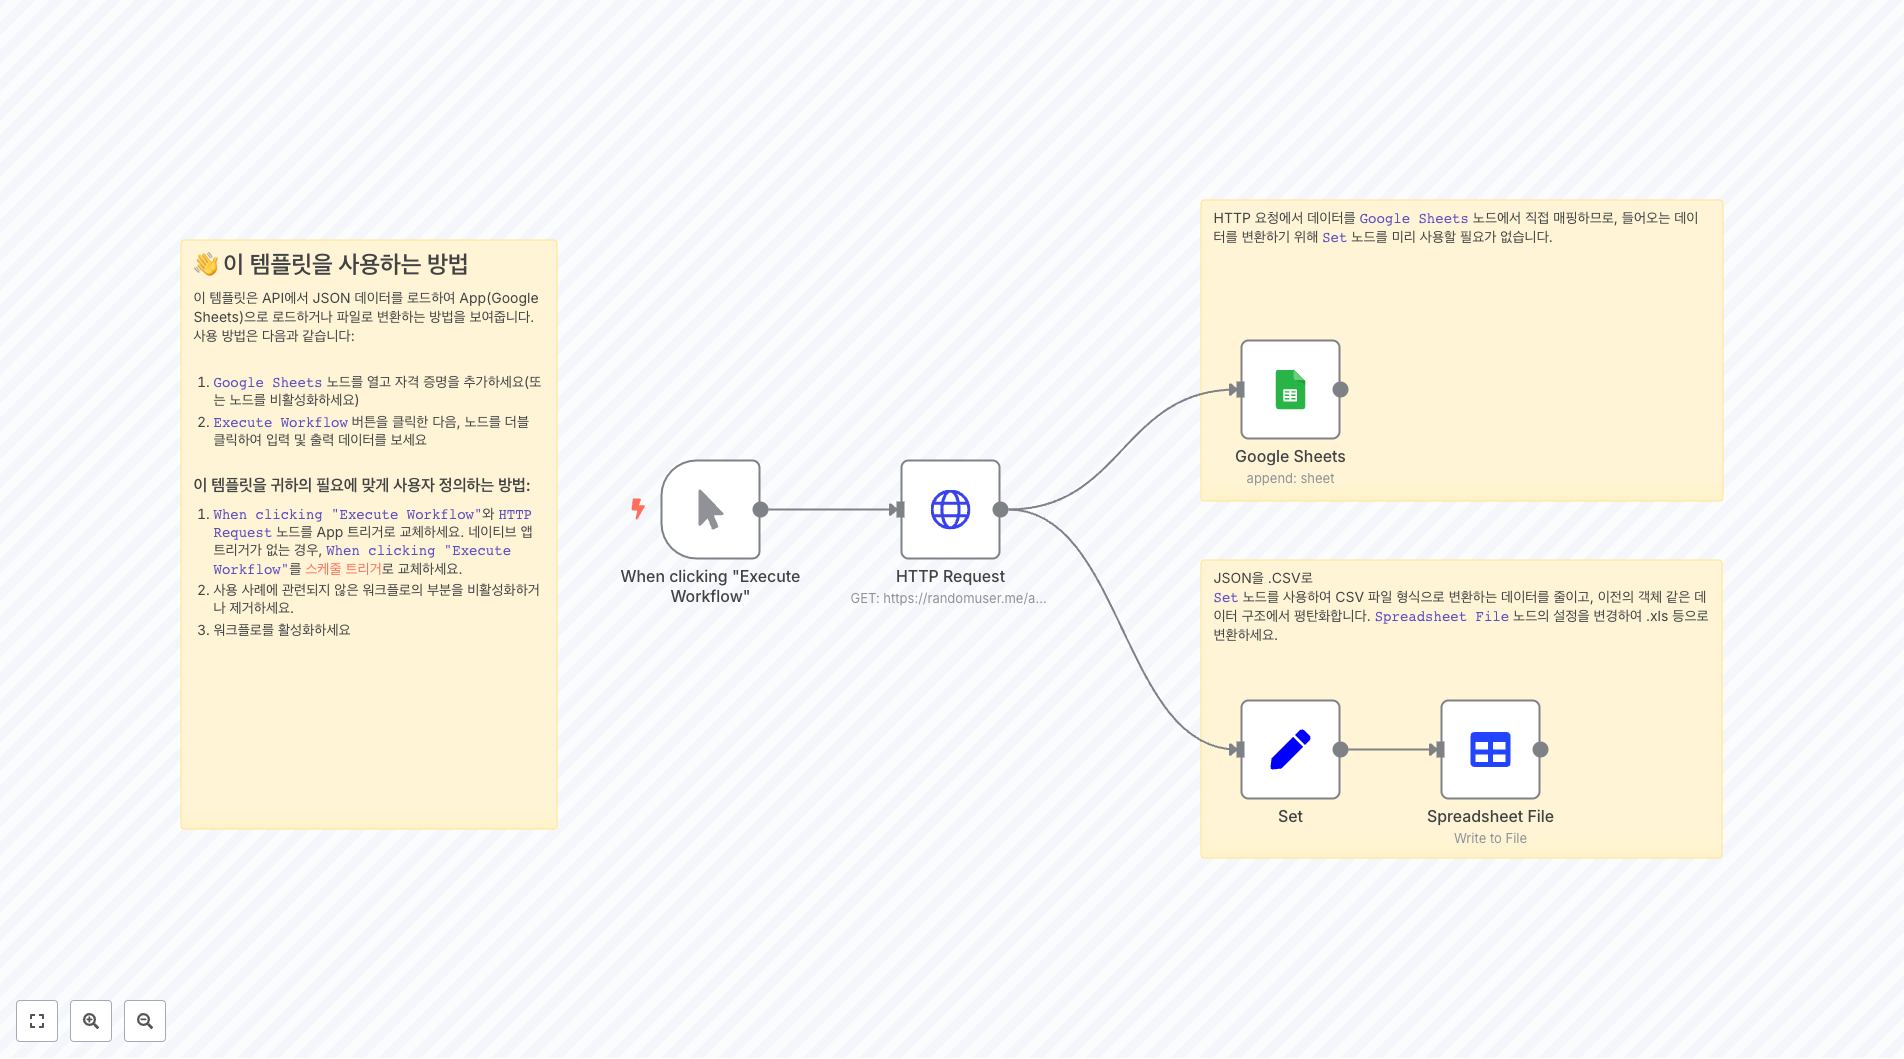 👋 이 템플릿을 사용하는 방법
이 템플릿은 API에서 JSON 데이터를 로드하여 App(Google
Sheets)으로 로드하거나 파일로 변환하는 방법을 보여줍니다.
사용 방법은 다음과 같습니다:
1. Google Sheets 노드를 열고 자격 증명을 추가하세요(또
는 노드를 비활성화하세요)
2. Execute Workflow 버튼을 클릭한 다음, 노드를 더블
클릭하여 입력 및 출력 데이터를 보세요
이 템플릿을 귀하의 필요에 맞게 사용자 정의하는 방법:
1. When clicking "Execute Workflow"와 HTTP
Request 노드를 App 트리거로 교체하세요. 네이티브 앱
트리거가 없는 경우, When clicking "Execute
Workflow"를 스케줄 트리거로 교체하세요.
2. 사용 사례에 관련되지 않은 워크플로의 부분을 비활성화하거
나 제거하세요.
3. 워크플로를 활성화하세요
When clicking "Execute
Workflow"
HTTP Request
GET: https://randomuser.me/a...
HTTP 요청에서 데이터를 Google Sheets 노드에서 직접 매핑하므로, 들어오는 데이
터를 변환하기 위해 Set 노드를 미리 사용할 필요가 없습니다.
Google Sheets
append: sheet
JSON을 .CSV로
Set 노드를 사용하여 CSV 파일 형식으로 변환하는 데이터를 줄이고, 이전의 객체 같은 데
이터 구조에서 평탄화합니다. Spreadsheet File 노드의 설정을 변경하여 .xls 등으로
변환하세요.
Set
Spreadsheet File
Write to File